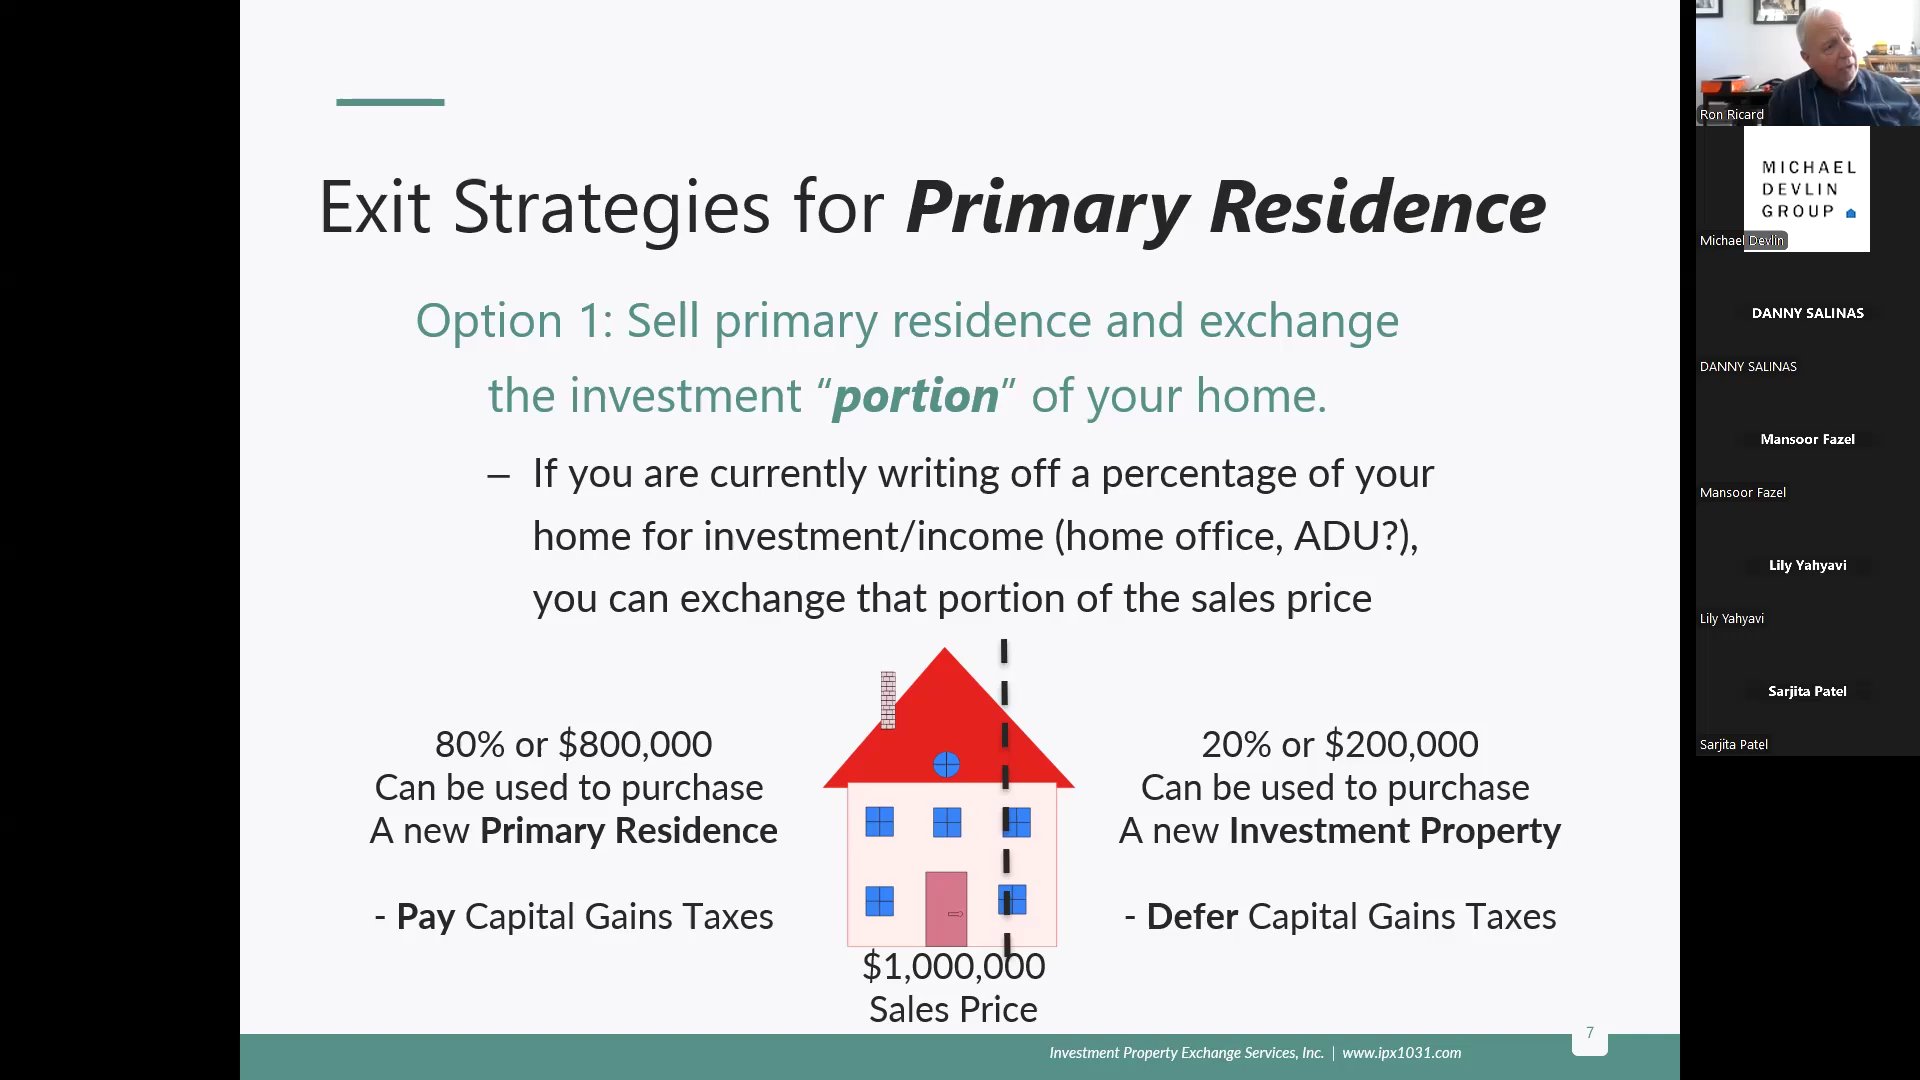 Exit Strategies for Primary Residence
Option 1: Sell primary residence and exchange
the investment “portion” of your home.
– If you are currently writing off a percentage of your
home for investment/income (home office, ADU?),
you can exchange that portion of the sales price
80% or $800,000
Can be used to purchase
A new Primary Residence
- Pay Capital Gains Taxes
20% or $200,000
Can be used to purchase
A new Investment Property
- Defer Capital Gains Taxes
$1,000,000
Sales Price
Investment Property Exchange Services, Inc. | www.ipx1031.com
7
Ron Ricard
MICHAEL
DEVLIN
GROUP
Michael Devlin
DANNY SALINAS
DANNY SALINAS
Mansoor Fazel
Mansoor Fazel
Lily Yahyavi
Lily Yahyavi
Sarjita Patel
Sarjita Patel